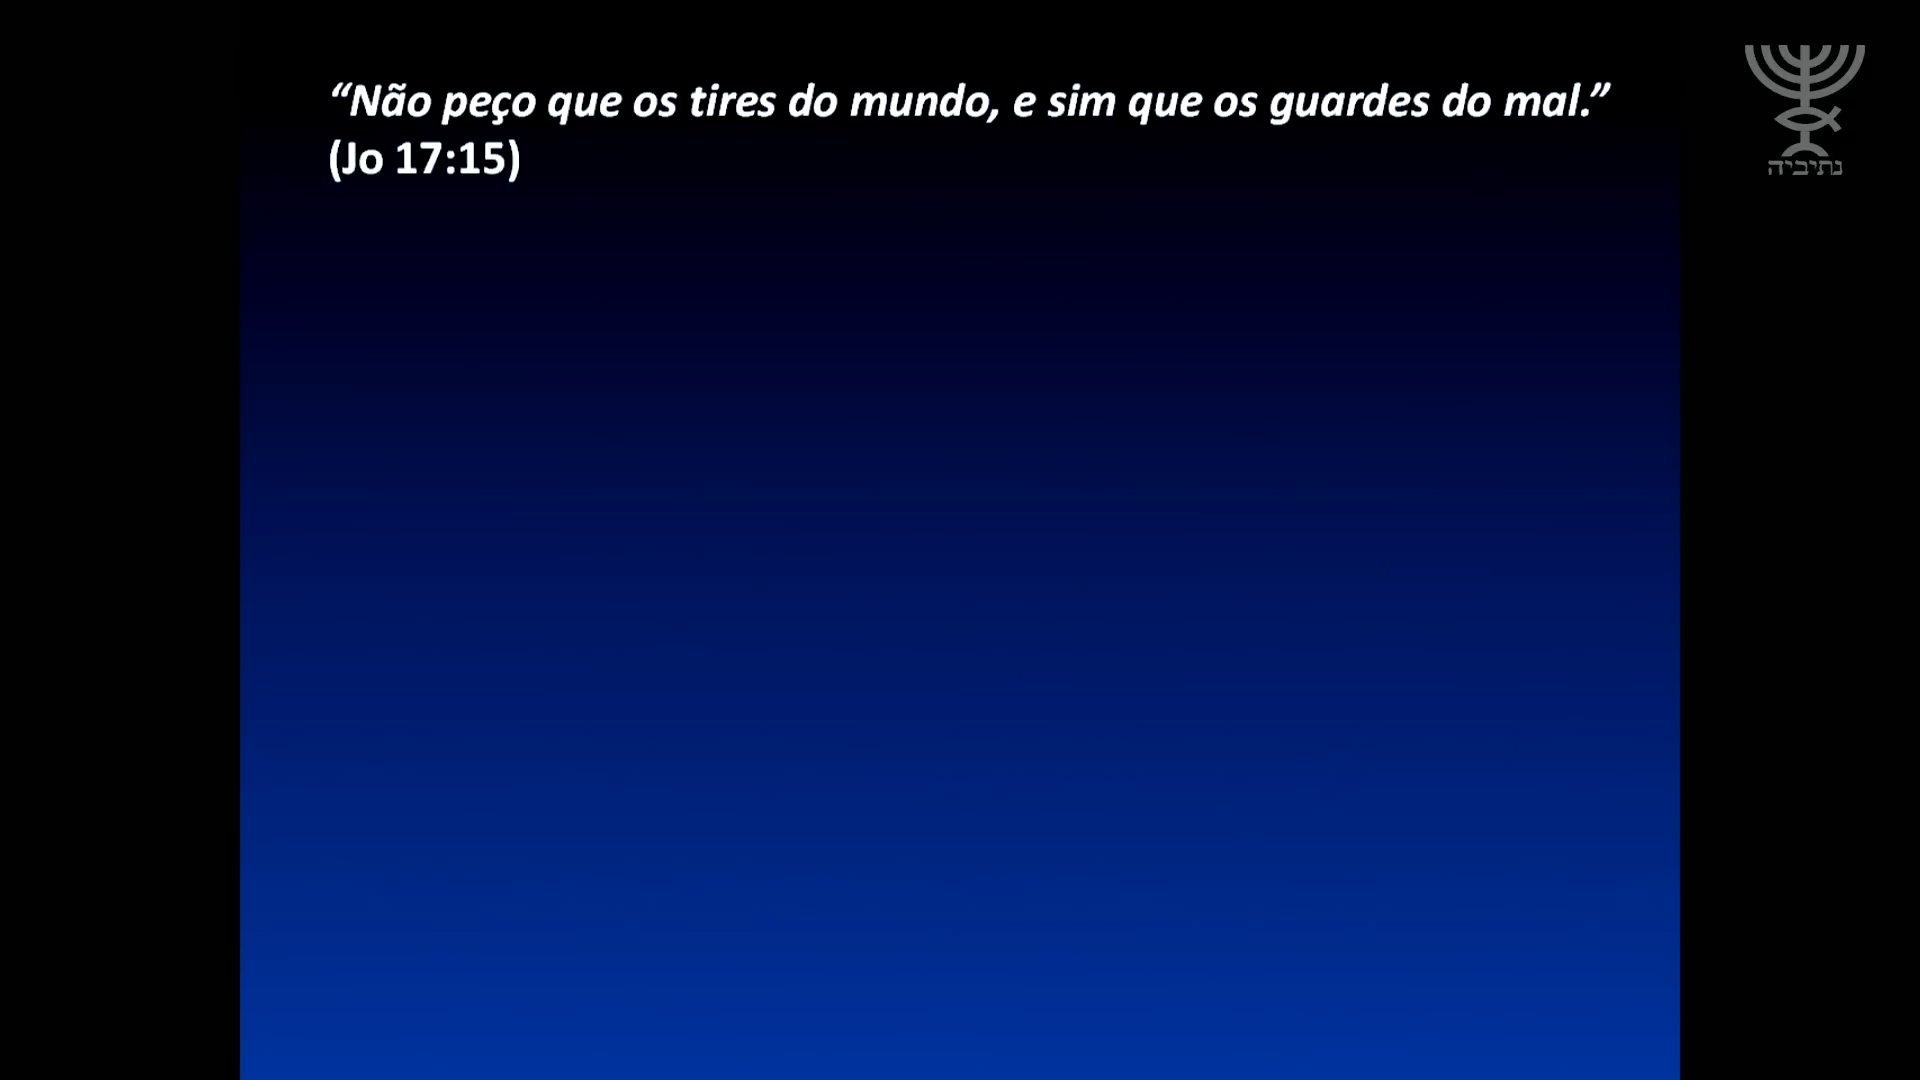 “Não peço que os tires do mundo, e sim que os guardes do mal.”
(Jo 17:15)
נתיביה